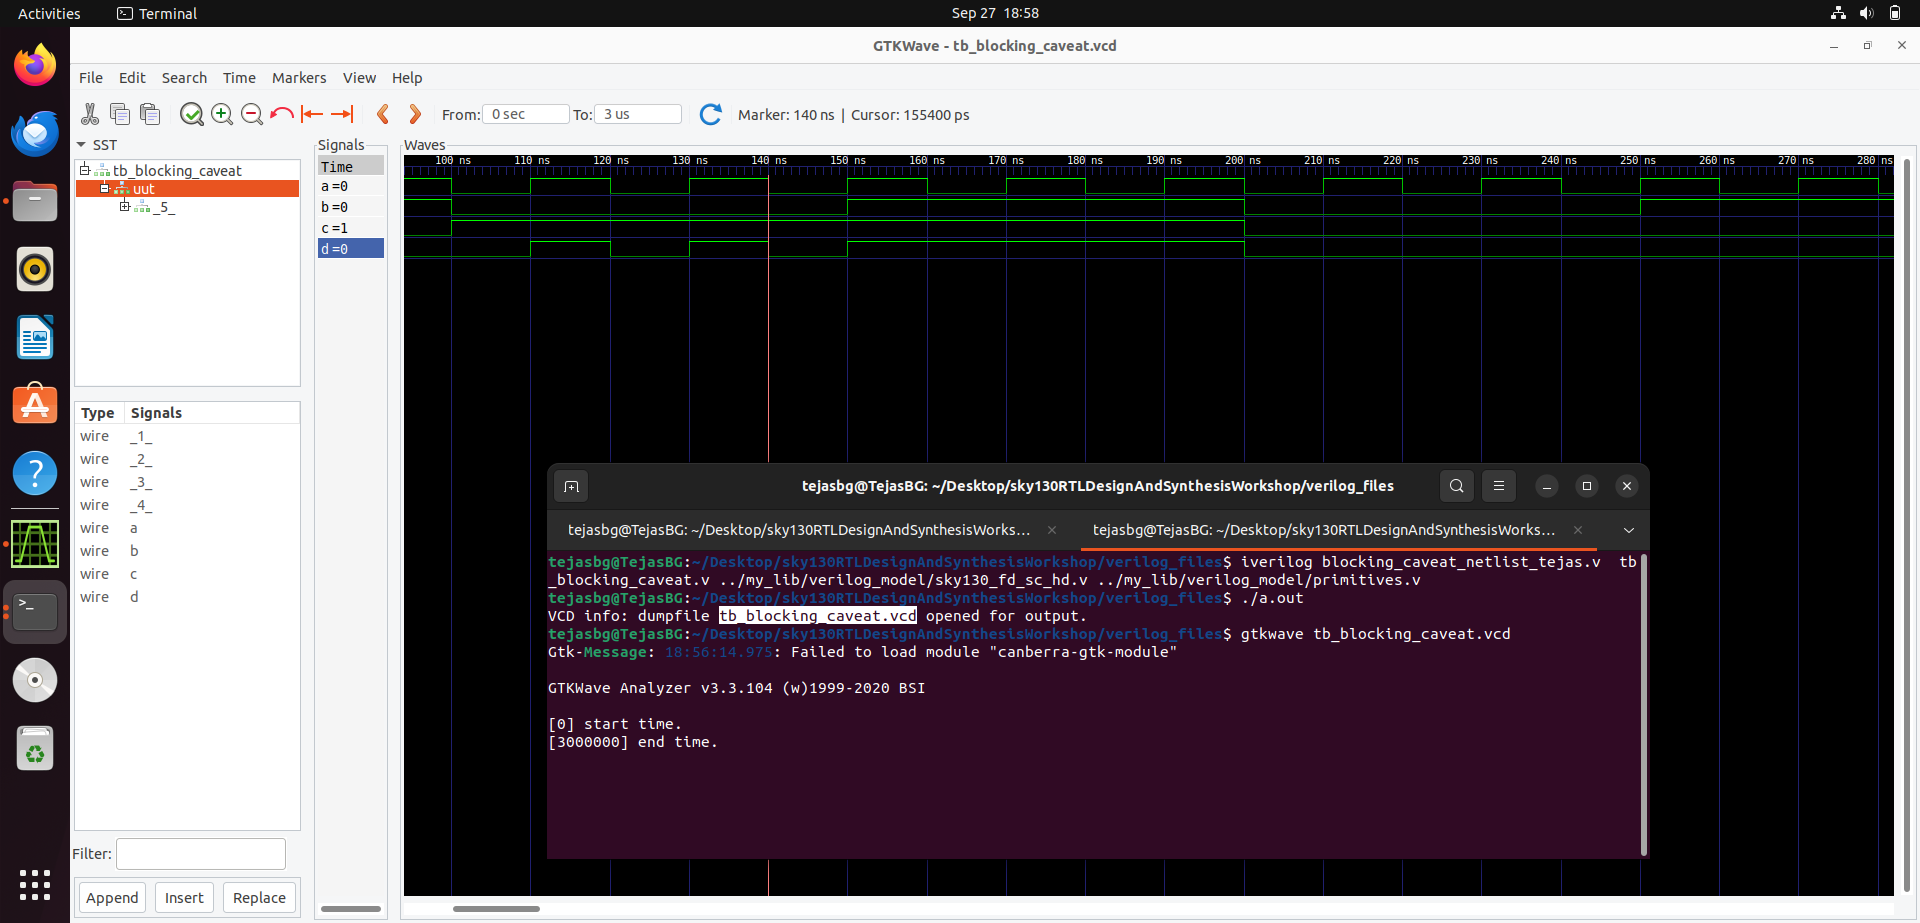 Activities
Terminal
Sep 27 18:58
GTKWave - tb_blocking_caveat.vcd
File Edit Search Time Markers View Help
From: 0 sec To: 3 us Marker: 140 ns | Cursor: 155400 ps
SST
tb_blocking_caveat
uut
_5_
Type Signals
wire _1_
wire _2_
wire _3_
wire _4_
wire a
wire b
wire c
wire d
Filter:
Append Insert Replace
Signals
Time
a =0
b =0
c =1
d =0
Waves
100 ns 110 ns 120 ns 130 ns 140 ns 150 ns 160 ns 170 ns 180 ns 190 ns 200 ns 210 ns 220 ns 230 ns 240 ns 250 ns 260 ns 270 ns 280 ns
tejasbg@TejasBG: ~/Desktop/sky130RTLDesignAndSynthesisWorkshop/verilog_files
tejasbg@TejasBG: ~/Desktop/sky130RTLDesignAndSynthesisWorks...
tejasbg@TejasBG: ~/Desktop/sky130RTLDesignAndSynthesisWorks...
tejasbg@TejasBG:~/Desktop/sky130RTLDesignAndSynthesisWorkshop/verilog_files$ iverilog blocking_caveat_netlist_tejas.v  tb
_blocking_caveat.v ../my_lib/verilog_model/sky130_fd_sc_hd.v ../my_lib/verilog_model/primitives.v
tejasbg@TejasBG:~/Desktop/sky130RTLDesignAndSynthesisWorkshop/verilog_files$ ./a.out
VCD info: dumpfile tb_blocking_caveat.vcd opened for output.
tejasbg@TejasBG:~/Desktop/sky130RTLDesignAndSynthesisWorkshop/verilog_files$ gtkwave tb_blocking_caveat.vcd
Gtk-Message: 18:56:14.975: Failed to load module "canberra-gtk-module"
GTKWave Analyzer v3.3.104 (w)1999-2020 BSI
[0] start time.
[3000000] end time.